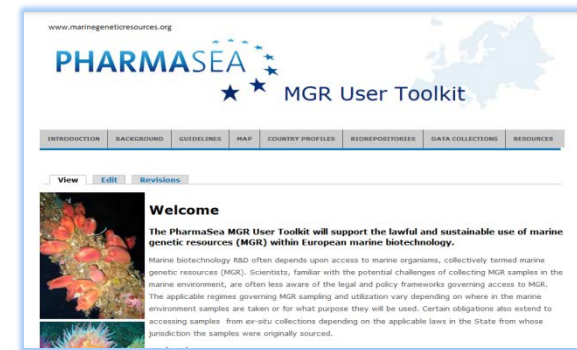 www.marinegeneticresources.org
PHARMASEA
MGR User Toolkit
INTRODUCTION BACKGROUND GUIDELINES MAP COUNTRY PROFILES BIOREPOSITORIES DATA COLLECTIONS RESOURCES
View Edit Revisions
Welcome
The PharmaSea MGR User Toolkit will support the lawful and sustainable use of marine
genetic resources (MGR) within European marine biotechnology.
Marine biotechnology R&D often depends upon access to marine organisms, collectively termed marine
genetic resources (MGR). Scientists, familiar with the potential challenges of collecting MGR samples in the
marine environment, are often less aware of the legal and policy frameworks governing access to MGR.
The applicable regimes governing MGR sampling and utilization vary depending on where in the marine
environment samples are taken or for what purpose they will be used. Certain obligations also extend to
accessing samples from ex-situ collections depending on the applicable laws in the State from whose
jurisdiction the samples were originally sourced.